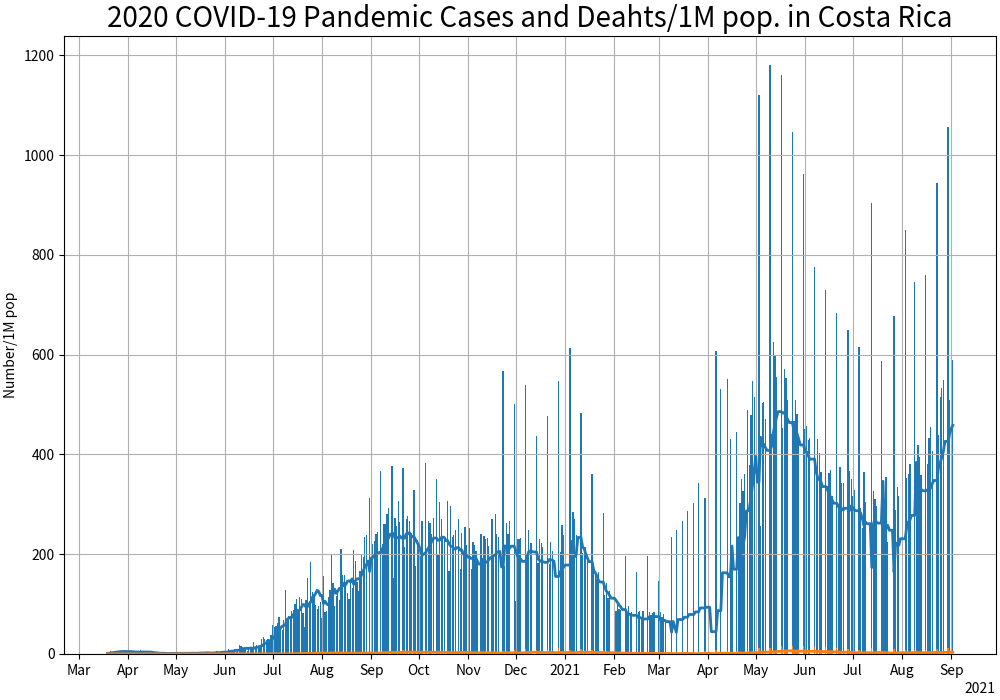 2020 COVID-19 Pandemic Cases and Deahts/1M pop. in Costa Rica
1200
1000
800
600
400
200
0
Number/1M pop
Mar Apr May Jun Jul Aug Sep Oct Nov Dec 2021 Feb Mar Apr May Jun Jul Aug Sep
2021